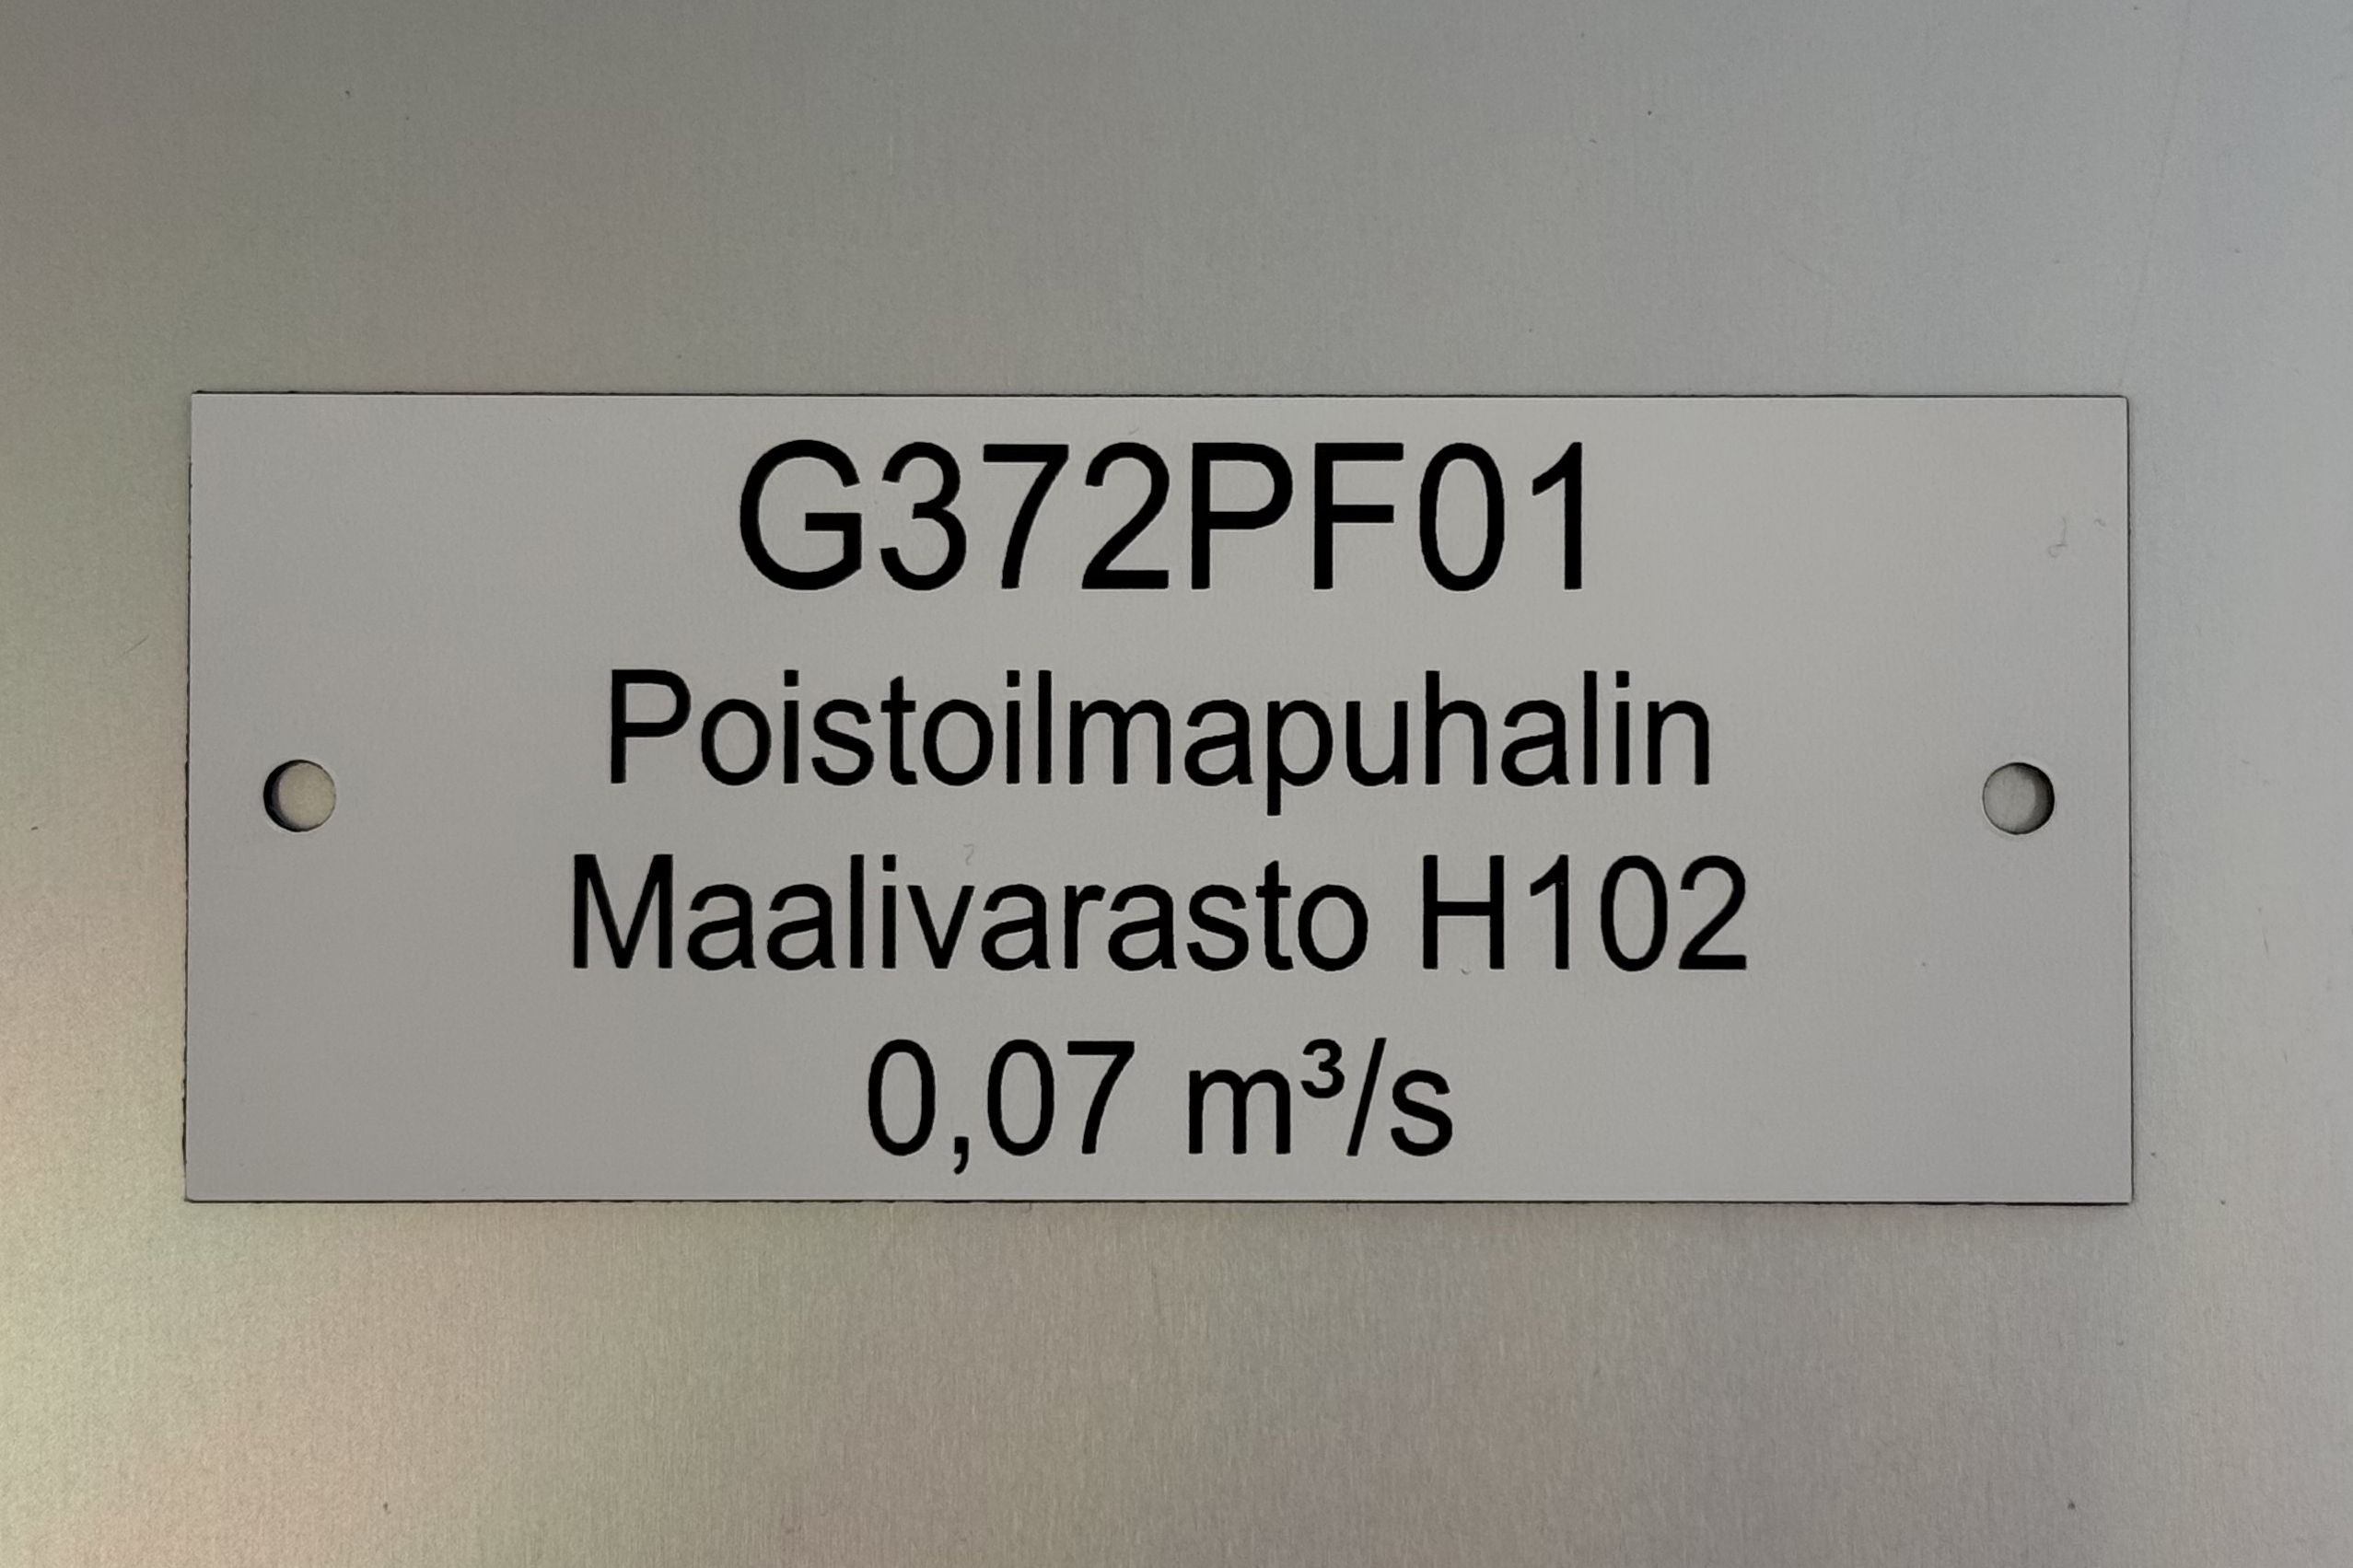 G372PF01
Poistoilmapuhalin
Maalivarasto H102
0,07 m³/s